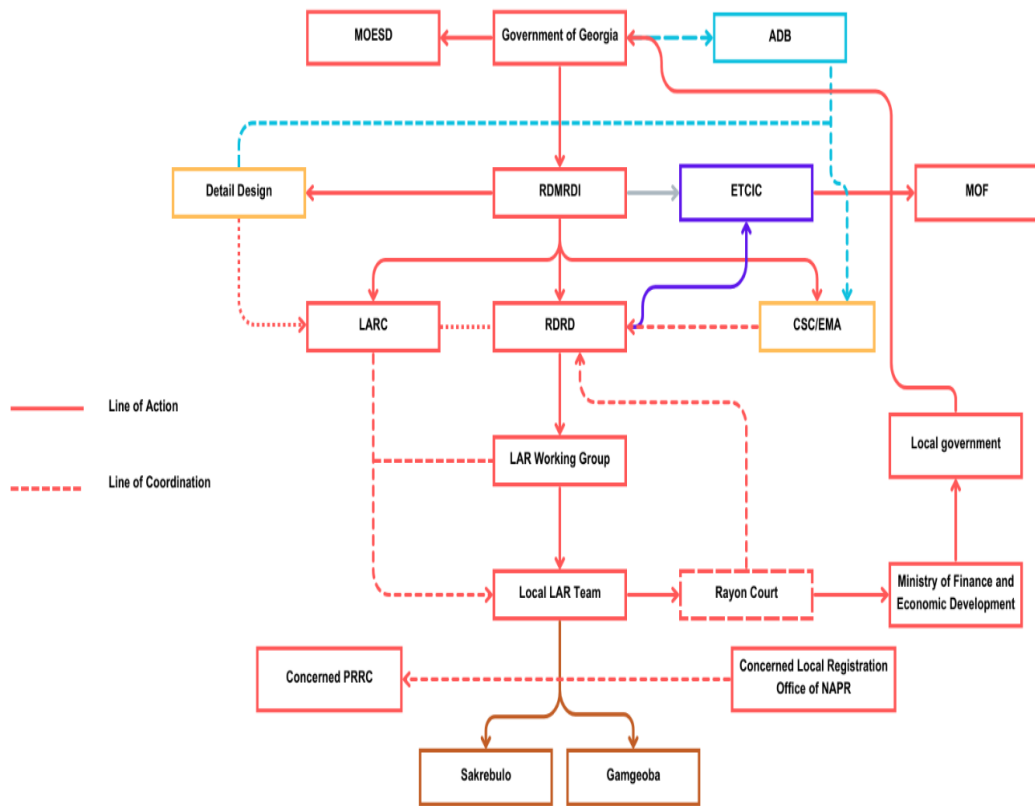 MOESD
Government of Georgia
ADB
Detail Design
RDMRDI
ETCIC
MOF
LARC
RDRD
CSC/EMA
Line of Action
Local government
LAR Working Group
Line of Coordination
Local LAR Team
Rayon Court
Ministry of Finance and
Economic Development
Concerned PRRC
Concerned Local Registration
Office of NAPR
Sakrebulo
Gamgeoba